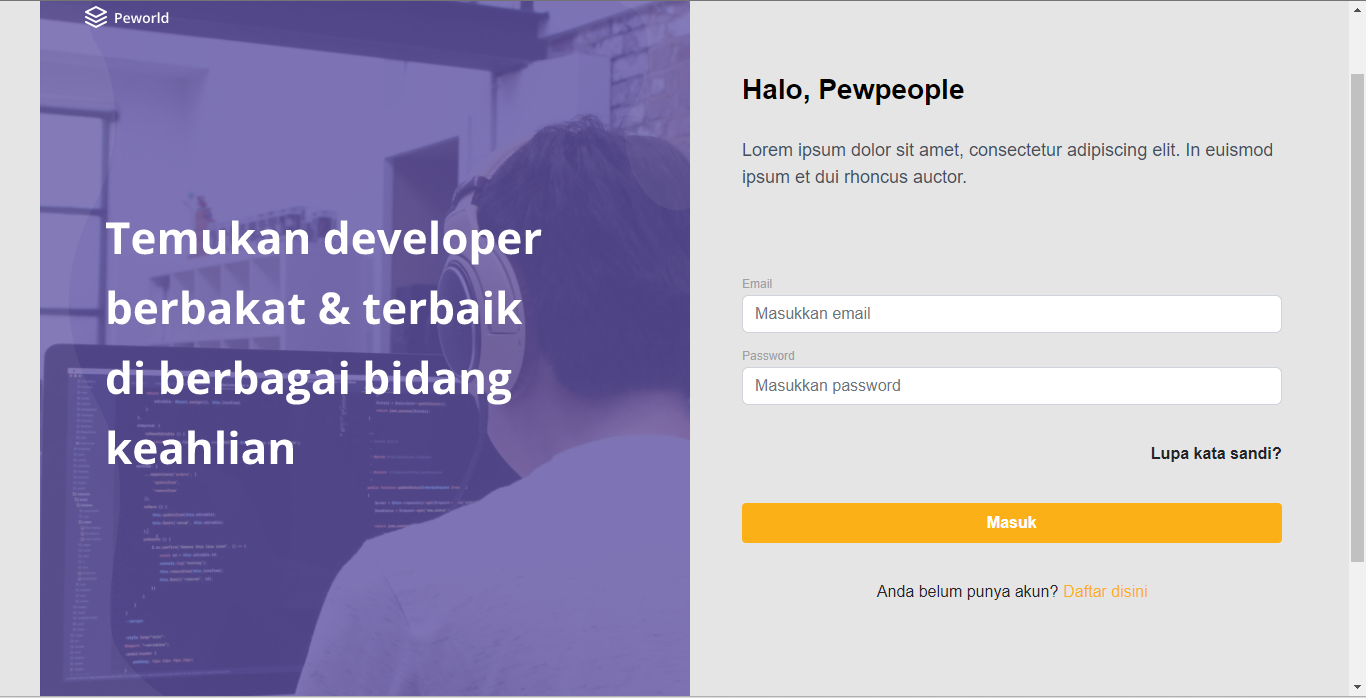 Peworld
Temukan developer
berbakat & terbaik
di berbagai bidang
keahlian
Halo, Pewpeople
Lorem ipsum dolor sit amet, consectetur adipiscing elit. In euismod
ipsum et dui rhoncus auctor.
Email
Masukkan email
Password
Masukkan password
Lupa kata sandi?
Masuk
Anda belum punya akun? Daftar disini